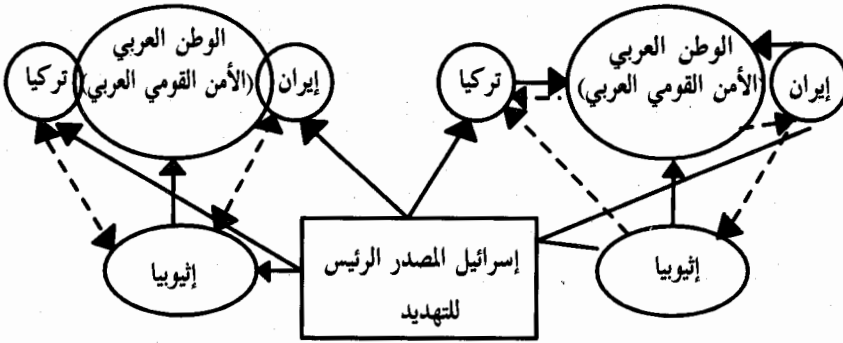 الوطن العربي
(الأمن القومي العربي)
إيران
تركيا
الوطن العربي
(الأمن القومي العربي)
إيران
تركيا
إثيوبيا
إسرائيل المصدر الرئيس
للتهديد
إثيوبيا